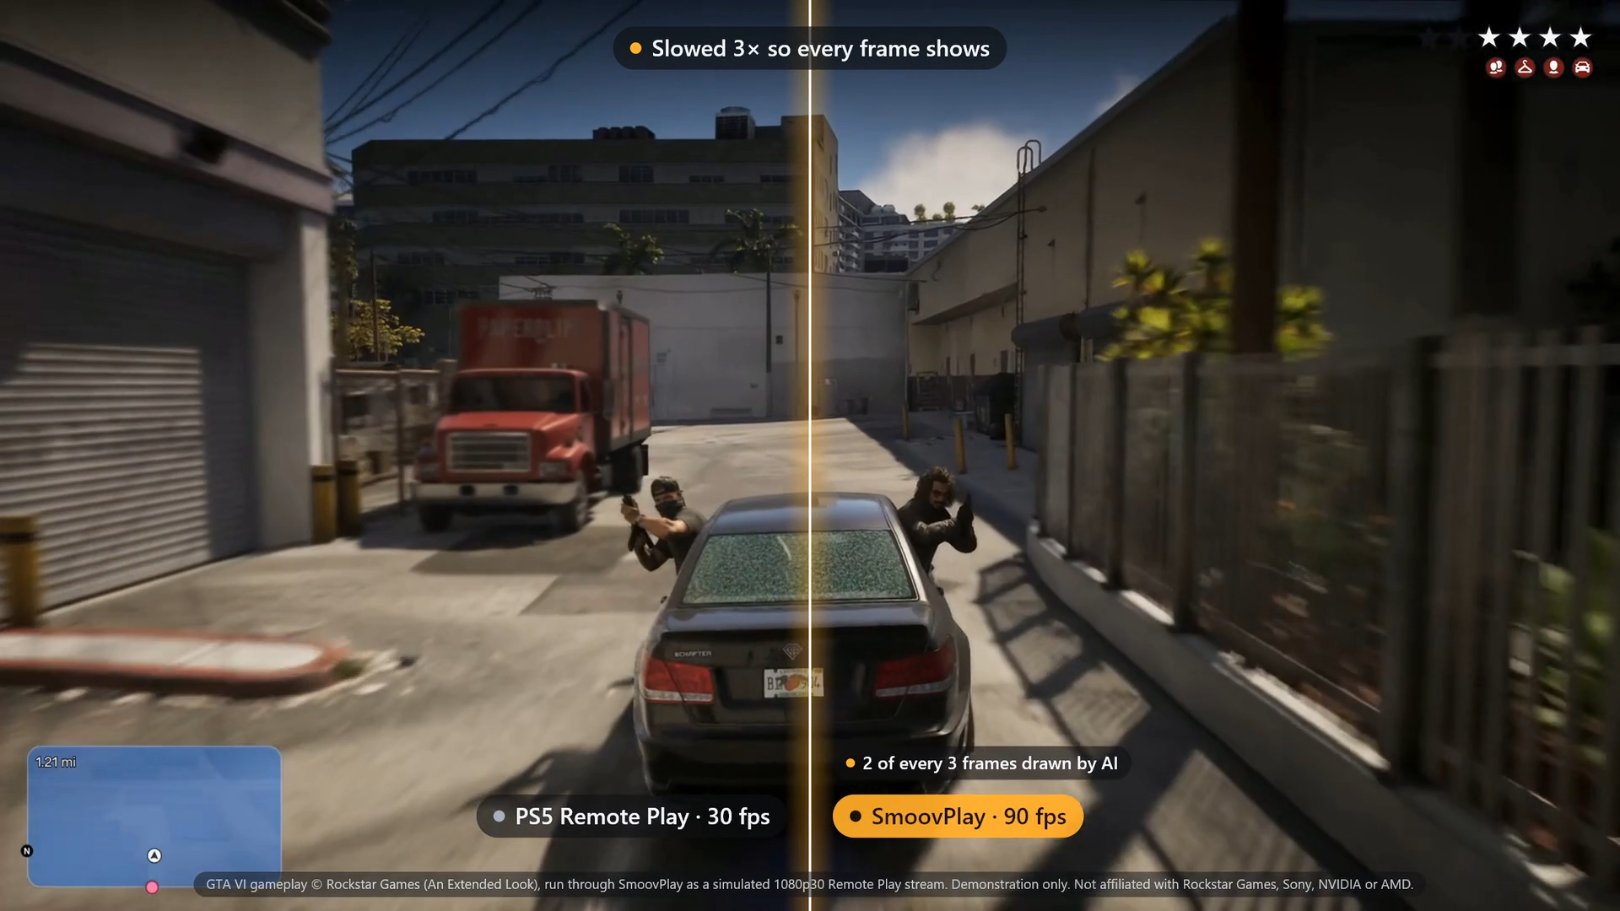 Slowed 3× so every frame shows
1.21 mi
N
2 of every 3 frames drawn by AI
PS5 Remote Play · 30 fps
SmoovPlay · 90 fps
GTA VI gameplay © Rockstar Games (An Extended Look), run through SmoovPlay as a simulated 1080p30 Remote Play stream. Demonstration only. Not affiliated with Rockstar Games, Sony, NVIDIA or AMD.